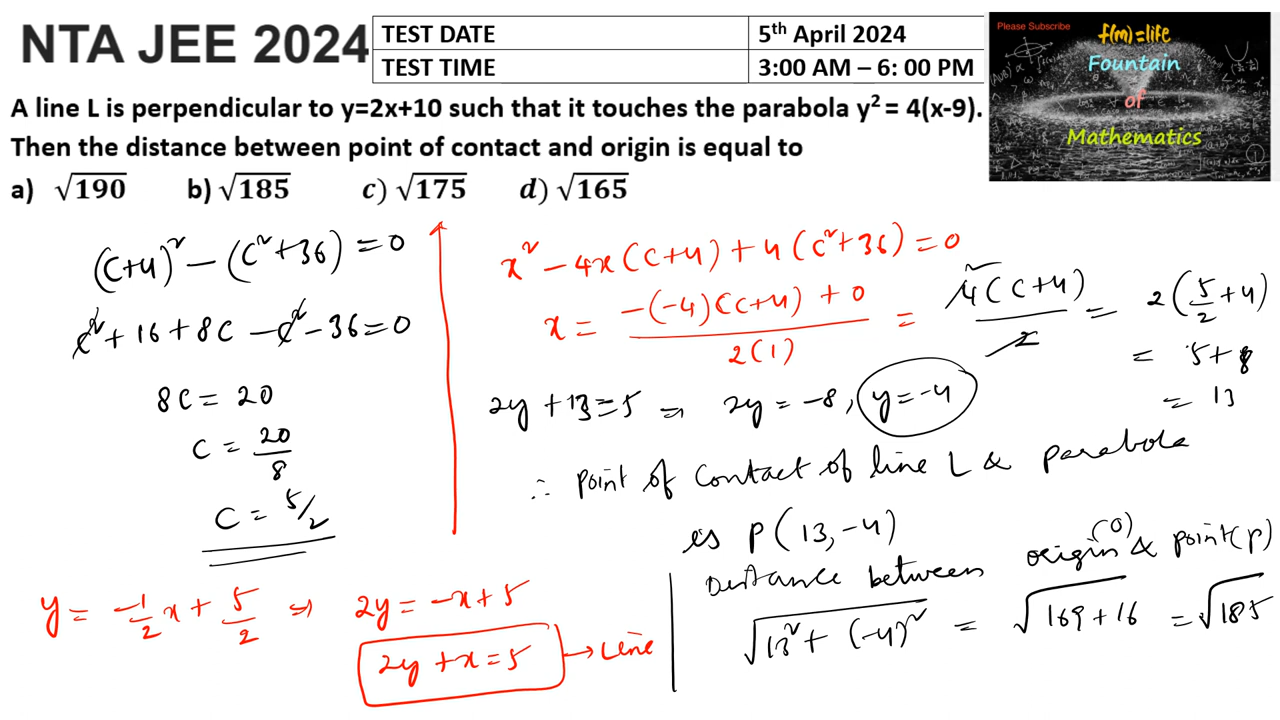 NTA JEE 2024
TEST DATE 5th April 2024
TEST TIME 3:00 AM – 6: 00 PM
Please Subscribe
f(m)=life
Fountain
of
Mathematics
A line L is perpendicular to y=2x+10 such that it touches the parabola y² = 4(x-9).
Then the distance between point of contact and origin is equal to
a) √190 b) √185 c) √175 d) √165
(C+4)² − (C²+36) = 0
C² + 16 + 8C − C² − 36 = 0
8C = 20
C = 20/8
C = 5/2
y = -1/2 x + 5/2 ⇒ 2y = −x + 5
2y + x = 5 → Line
x² − 4x(C+4) + 4(C²+36) = 0
x = −(−4)(C+4) + 0 / 2(1) = 4(C+4) / 2 = 2(5/2 + 4)
= 5+8
= 13
2y + 13 = 5 ⇒ 2y = −8, y = −4
∴ Point of Contact of line L & parabola
is P(13, −4)
Distance between origin (0) & point (P)
√13² + (−4)² = √169 + 16 = √185